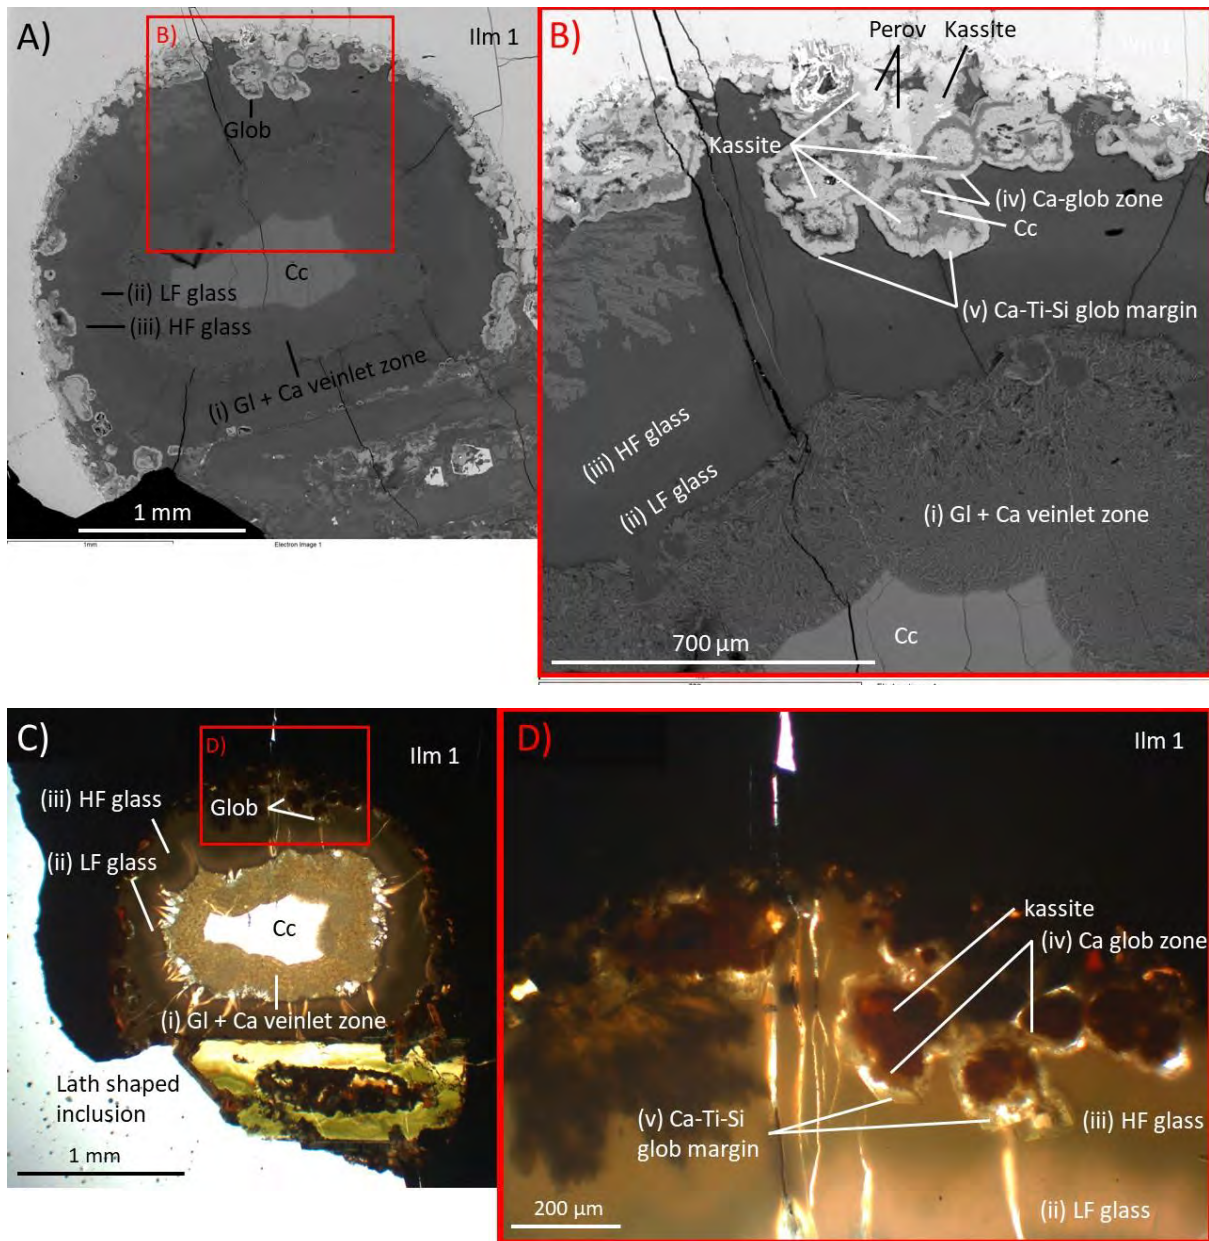 A)
B)
Ilm 1
Glob
Cc
(ii) LF glass
(iii) HF glass
(i) Gl + Ca veinlet zone
1 mm
1mm
Electron Image 1
B)
Perov
Kassite
Kassite
(iv) Ca-glob zone
Cc
(v) Ca-Ti-Si glob margin
(iii) HF glass
(ii) LF glass
(i) Gl + Ca veinlet zone
700 µm
Cc
C)
D)
Ilm 1
(iii) HF glass
Glob
(ii) LF glass
Cc
(i) Gl + Ca veinlet zone
Lath shaped
inclusion
1 mm
D)
Ilm 1
kassite
(iv) Ca glob zone
(v) Ca-Ti-Si
glob margin
(iii) HF glass
(ii) LF glass
200 µm